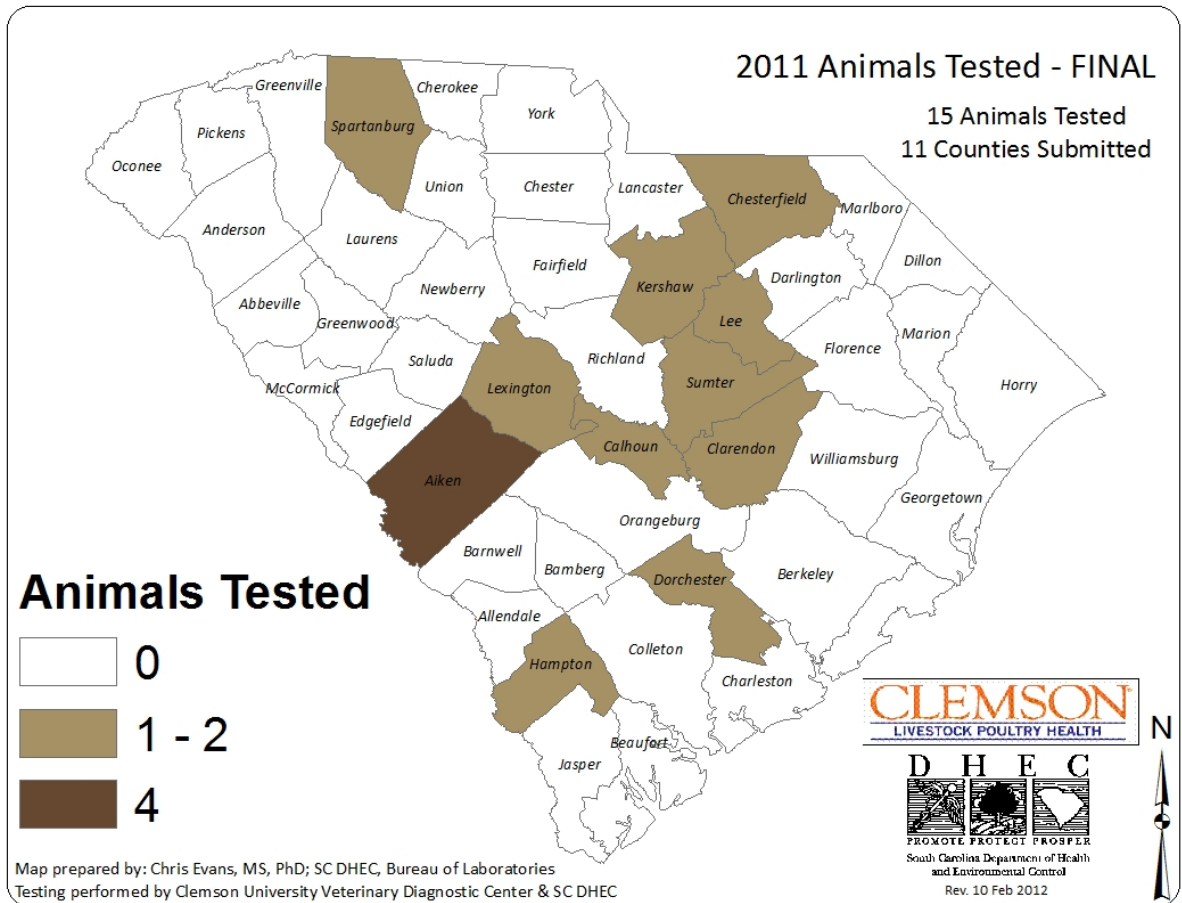 2011 Animals Tested - FINAL
15 Animals Tested
11 Counties Submitted
Greenville
Cherokee
Spartanburg
York
Pickens
Oconee
Union
Chester
Lancaster
Chesterfield
Marlboro
Anderson
Laurens
Fairfield
Dillon
Darlington
Kershaw
Newberry
Abbeville
Greenwood
Lee
Marion
Florence
Saluda
Richland
Sumter
Horry
McCormick
Lexington
Edgefield
Calhoun
Clarendon
Williamsburg
Aiken
Georgetown
Orangeburg
Barnwell
Bamberg
Dorchester
Berkeley
Allendale
Colleton
Hampton
Charleston
Beaufort
Jasper
Animals Tested
0
1 - 2
4
CLEMSON
LIVESTOCK POULTRY HEALTH
N
D H E C
PROMOTE PROTECT PROSPER
South Carolina Department of Health
and Environmental Control
Rev. 10 Feb 2012
Map prepared by: Chris Evans, MS, PhD; SC DHEC, Bureau of Laboratories
Testing performed by Clemson University Veterinary Diagnostic Center & SC DHEC